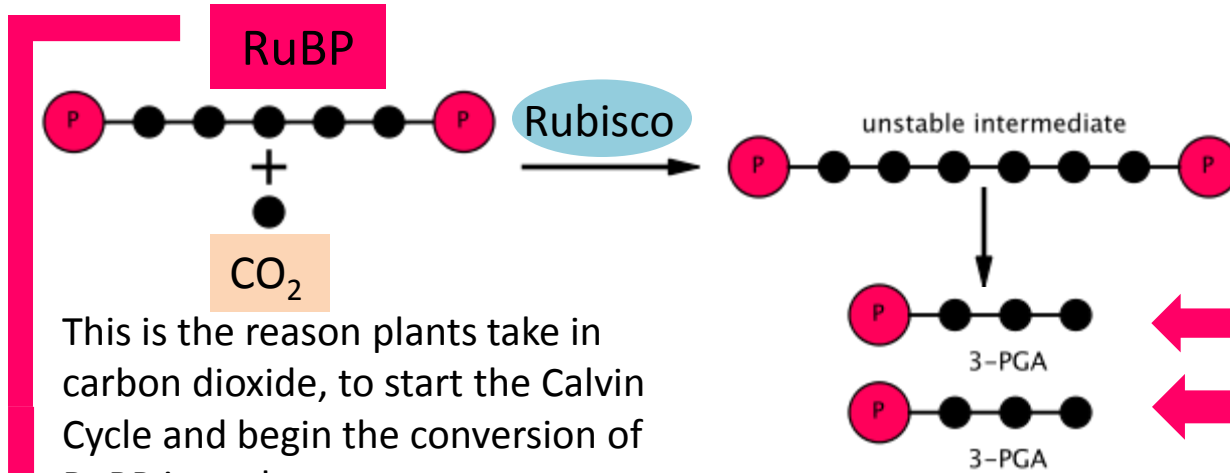 RuBP
P
P
Rubisco
unstable intermediate
P
P
+
CO₂
P
3-PGA
P
3-PGA
This is the reason plants take in
carbon dioxide, to start the Calvin
Cycle and begin the conversion of